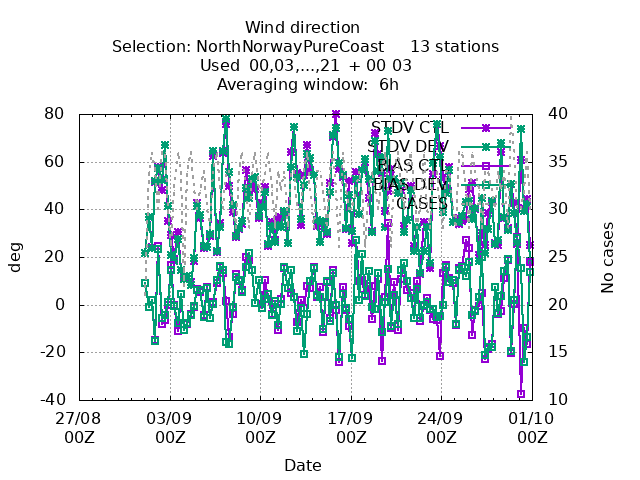 Wind direction
Selection: NorthNorwayPureCoast 13 stations
Used 00,03,...,21 + 00 03
Averaging window: 6h
80
60
40
20
0
-20
-40
deg
40
35
30
25
20
15
10
No cases
STDV CTL
STDV DEV
BIAS CTL
BIAS DEV
CASES
27/08 03/09 10/09 17/09 24/09 01/10
00Z 00Z 00Z 00Z 00Z 00Z
Date